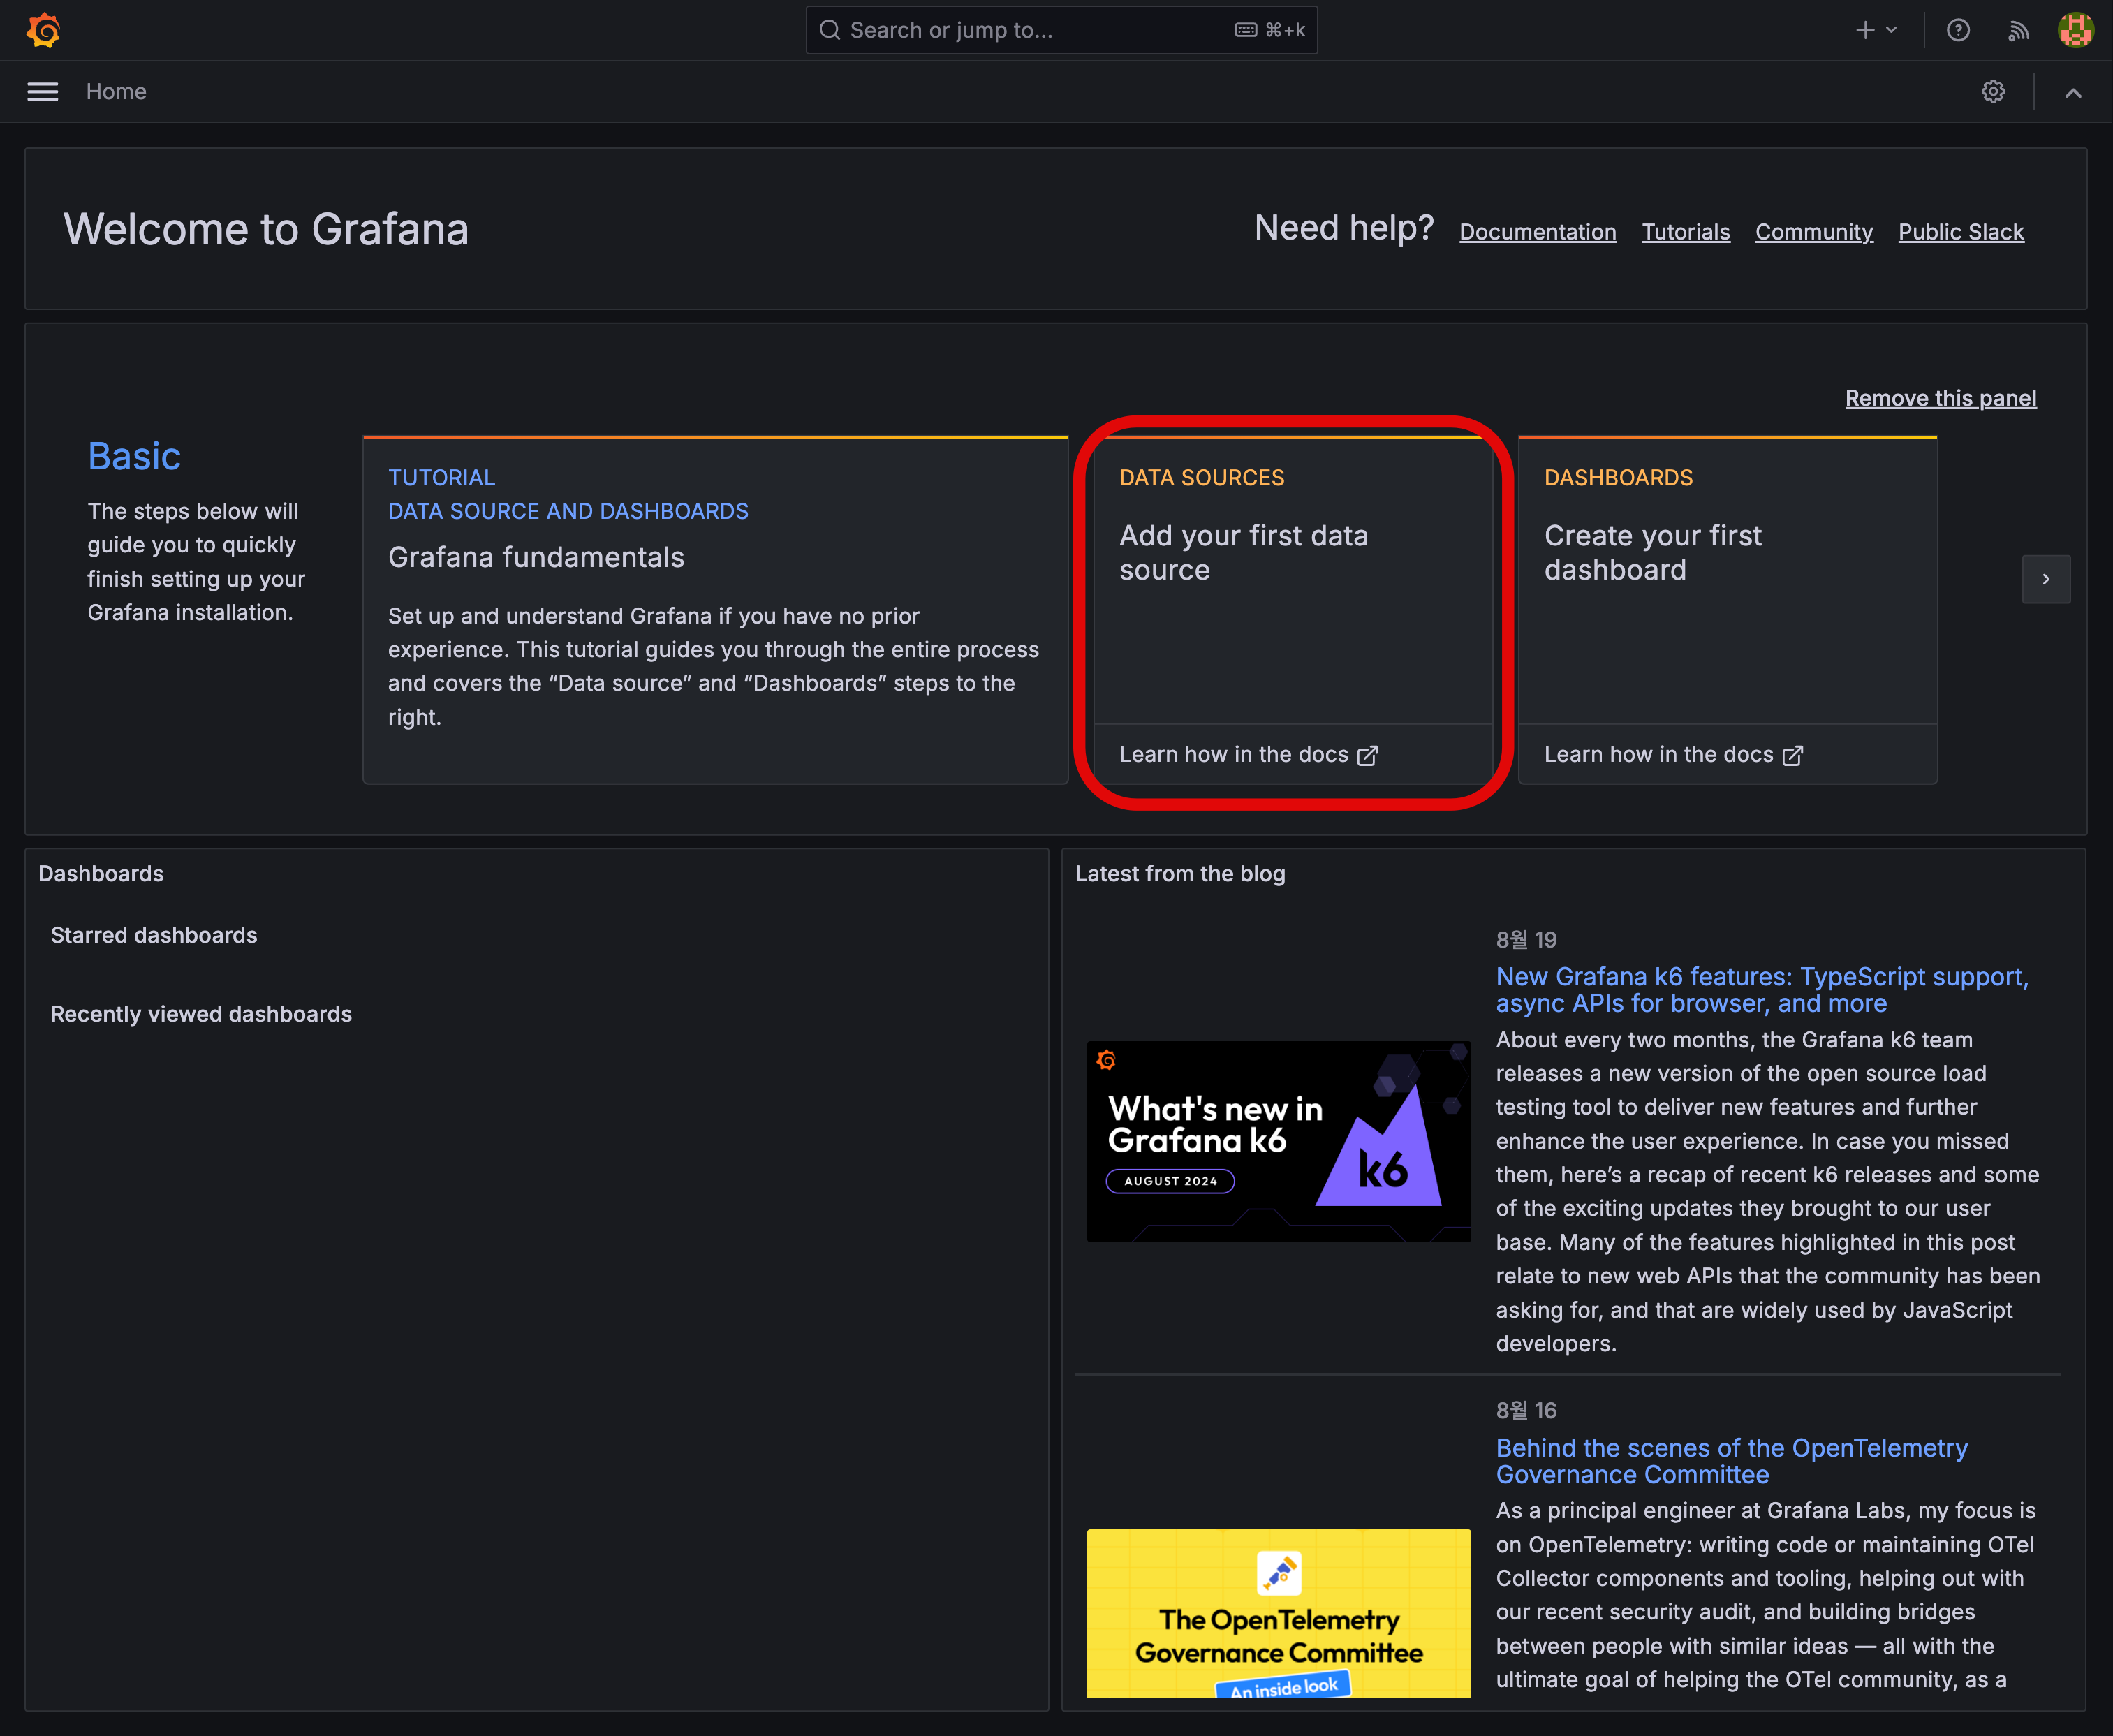 Search or jump to...
⌘+k
Home
Welcome to Grafana
Need help?
Documentation
Tutorials
Community
Public Slack
Remove this panel
Basic
The steps below will
guide you to quickly
finish setting up your
Grafana installation.
TUTORIAL
DATA SOURCE AND DASHBOARDS
Grafana fundamentals
Set up and understand Grafana if you have no prior
experience. This tutorial guides you through the entire process
and covers the “Data source” and “Dashboards” steps to the
right.
DATA SOURCES
Add your first data
source
Learn how in the docs
DASHBOARDS
Create your first
dashboard
Learn how in the docs
Dashboards
Starred dashboards
Recently viewed dashboards
Latest from the blog
What's new in
Grafana k6
AUGUST 2024
k6
8월 19
New Grafana k6 features: TypeScript support,
async APIs for browser, and more
About every two months, the Grafana k6 team
releases a new version of the open source load
testing tool to deliver new features and further
enhance the user experience. In case you missed
them, here’s a recap of recent k6 releases and some
of the exciting updates they brought to our user
base. Many of the features highlighted in this post
relate to new web APIs that the community has been
asking for, and that are widely used by JavaScript
developers.
The OpenTelemetry
Governance Committee
An inside look
8월 16
Behind the scenes of the OpenTelemetry
Governance Committee
As a principal engineer at Grafana Labs, my focus is
on OpenTelemetry: writing code or maintaining OTel
Collector components and tooling, helping out with
our recent security audit, and building bridges
between people with similar ideas — all with the
ultimate goal of helping the OTel community, as a